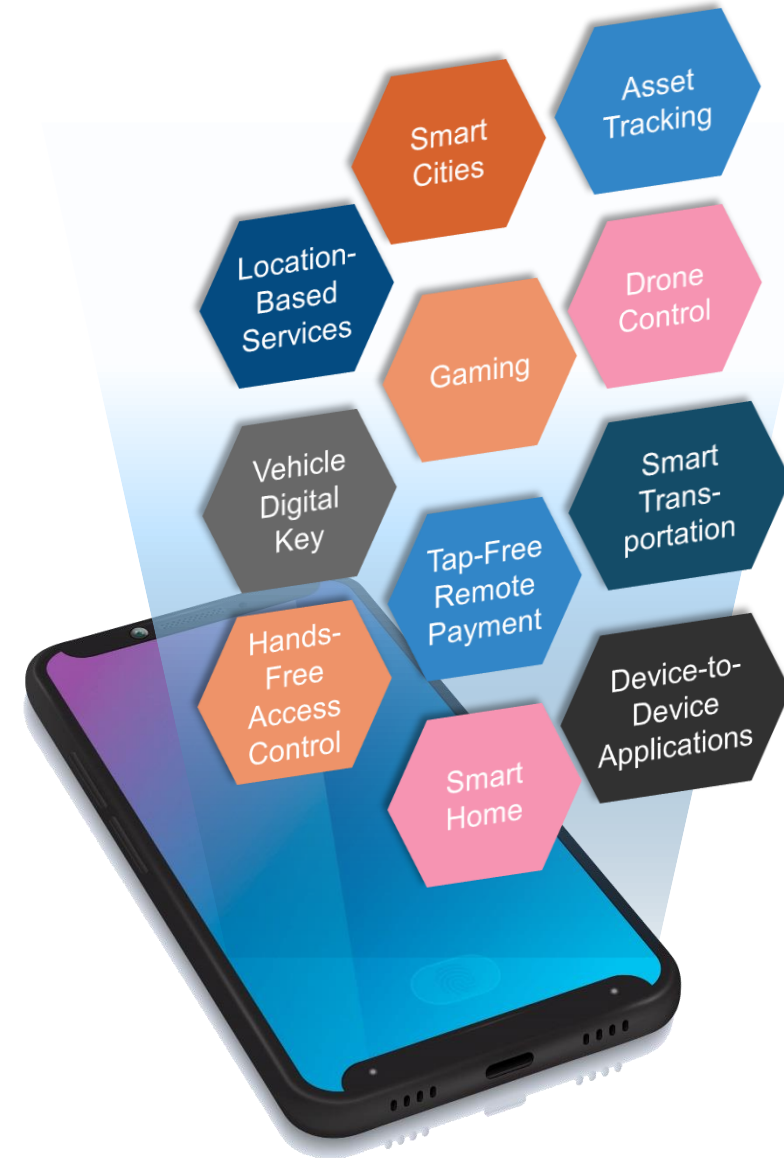 Asset
Tracking
Smart
Cities
Location-
Based
Services
Drone
Control
Gaming
Vehicle
Digital
Key
Smart
Trans-
portation
Tap-Free
Remote
Payment
Hands-
Free
Access
Control
Device-to-
Device
Applications
Smart
Home